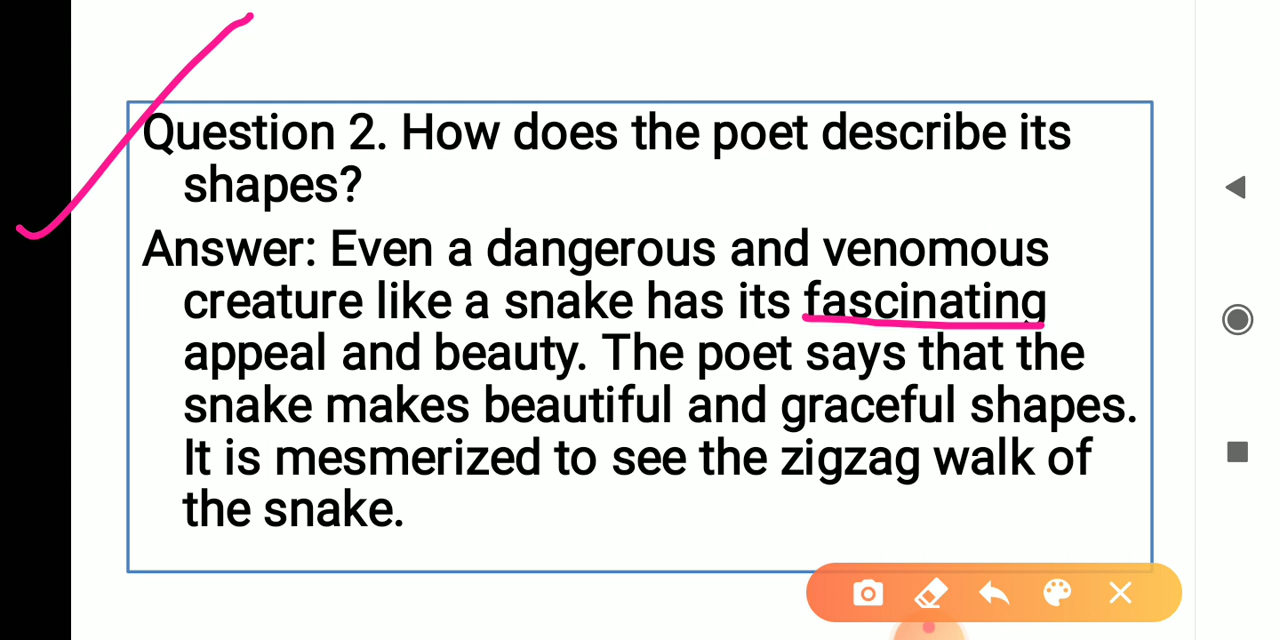 Question 2. How does the poet describe its
shapes?
Answer: Even a dangerous and venomous
creature like a snake has its fascinating
appeal and beauty. The poet says that the
snake makes beautiful and graceful shapes.
It is mesmerized to see the zigzag walk of
the snake.